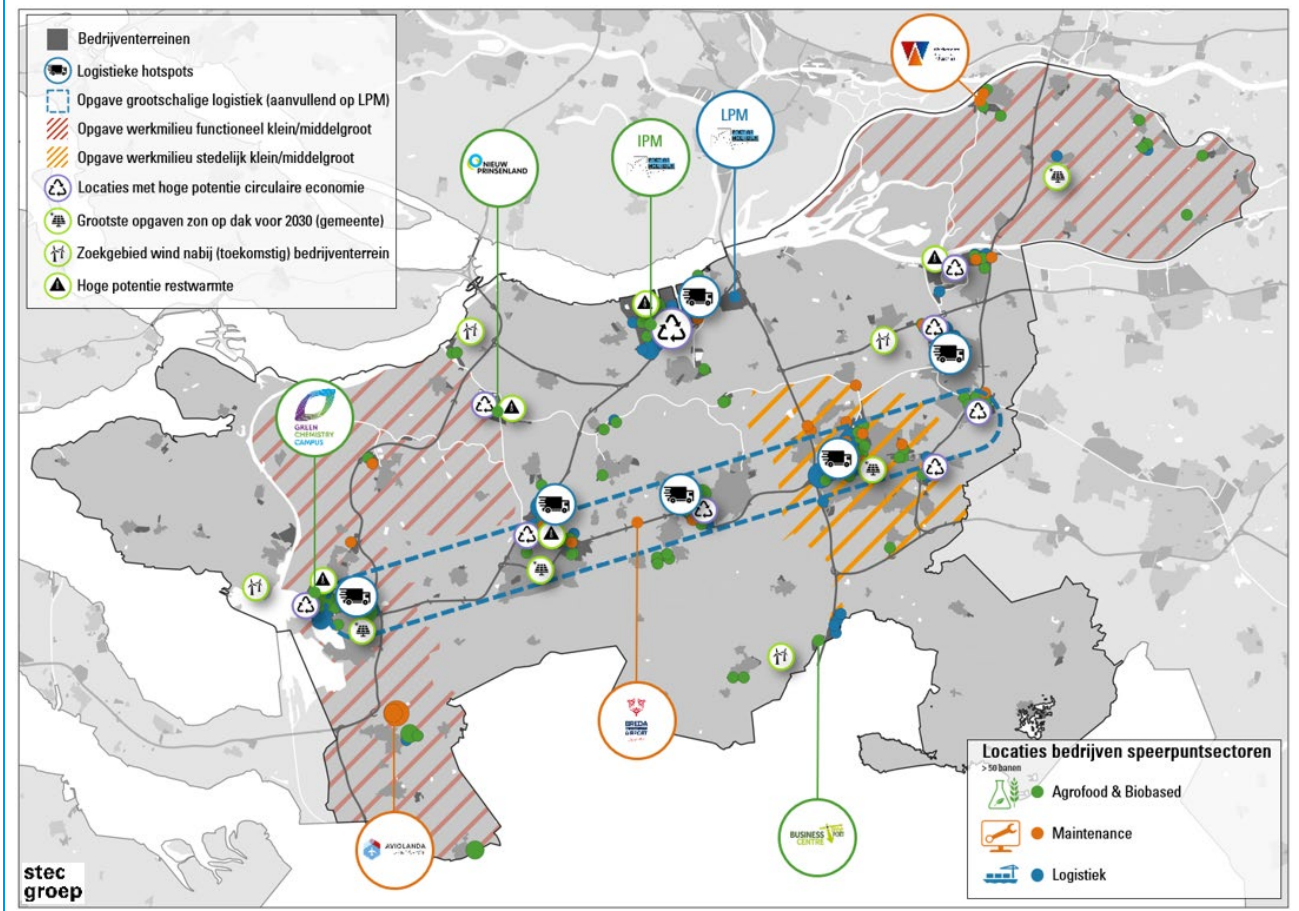 Bedrijventerreinen
Logistieke hotspots
Opgave grootschalige logistiek (aanvullend op LPM)
Opgave werkmilieu functioneel klein/middelgroot
Opgave werkmilieu stedelijk klein/middelgroot
Locaties met hoge potentie circulaire economie
Grootste opgaven zon op dak voor 2030 (gemeente)
Zoekgebied wind nabij (toekomstig) bedrijventerrein
Hoge potentie restwarmte
NIEUW
PRINSENLAND
IPM
LPM
GREEN
CHEMISTRY
CAMPUS
BREDA
AVIOLANDA
BUSINESS
CENTRE
Locaties bedrijven speerpuntsectoren
> 50 banen
Agrofood & Biobased
Maintenance
Logistiek
stec
groep